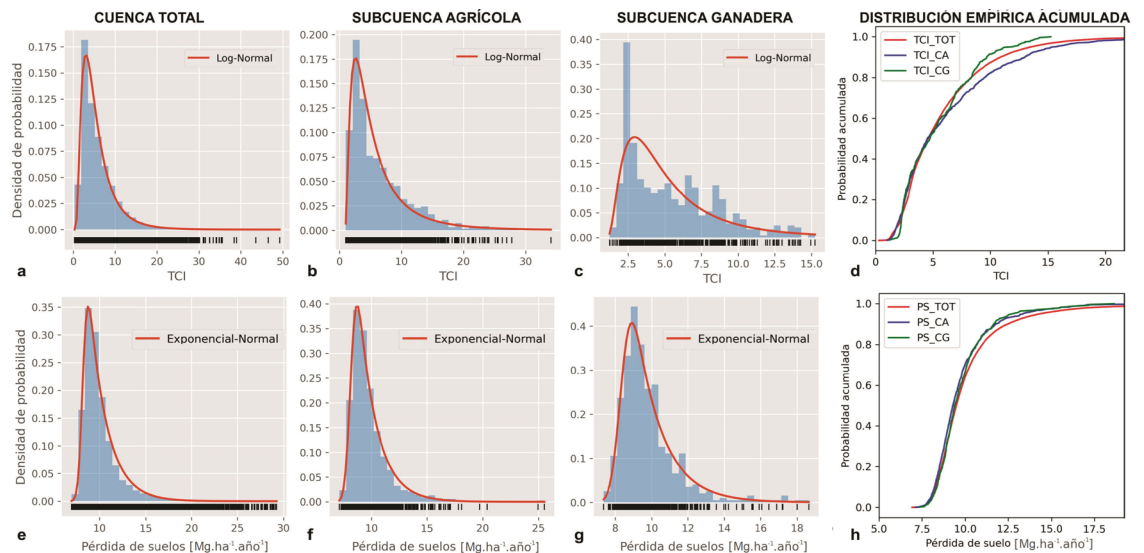 CUENCA TOTAL
SUBCUENCA AGRÍCOLA
SUBCUENCA GANADERA
DISTRIBUCIÓN EMPÍRICA ACUMULADA
Densidad de probabilidad
0.175
0.150
0.125
0.100
0.075
0.050
0.025
0.000
Log-Normal
0 10 20 30 40 50
a
TCI
0.200
0.175
0.150
0.125
0.100
0.075
0.050
0.025
0.000
Log-Normal
0 10 20 30
b
TCI
0.40
0.35
0.30
0.25
0.20
0.15
0.10
0.05
0.00
Log-Normal
2.5 5.0 7.5 10.0 12.5 15.0
c
TCI
Probabilidad acumulada
1.0
0.8
0.6
0.4
0.2
0.0
TCI_TOT
TCI_CA
TCI_CG
0 5 10 15 20
d
TCI
Densidad de probabilidad
0.35
0.30
0.25
0.20
0.15
0.10
0.05
0.00
Exponencial-Normal
10 15 20 25 30
e
Pérdida de suelos [Mg.ha⁻¹.año⁻¹]
0.40
0.35
0.30
0.25
0.20
0.15
0.10
0.05
0.00
Exponencial-Normal
10 15 20 25
f
Pérdida de suelos [Mg.ha⁻¹.año⁻¹]
0.4
0.3
0.2
0.1
0.0
Exponencial-Normal
8 10 12 14 16 18
g
Pérdida de suelos [Mg.ha⁻¹.año⁻¹]
Probabilidad acumulada
1.0
0.8
0.6
0.4
0.2
0.0
PS_TOT
PS_CA
PS_CG
5.0 7.5 10.0 12.5 15.0 17.5
h
Pérdida de suelo [Mg.ha⁻¹.año⁻¹]